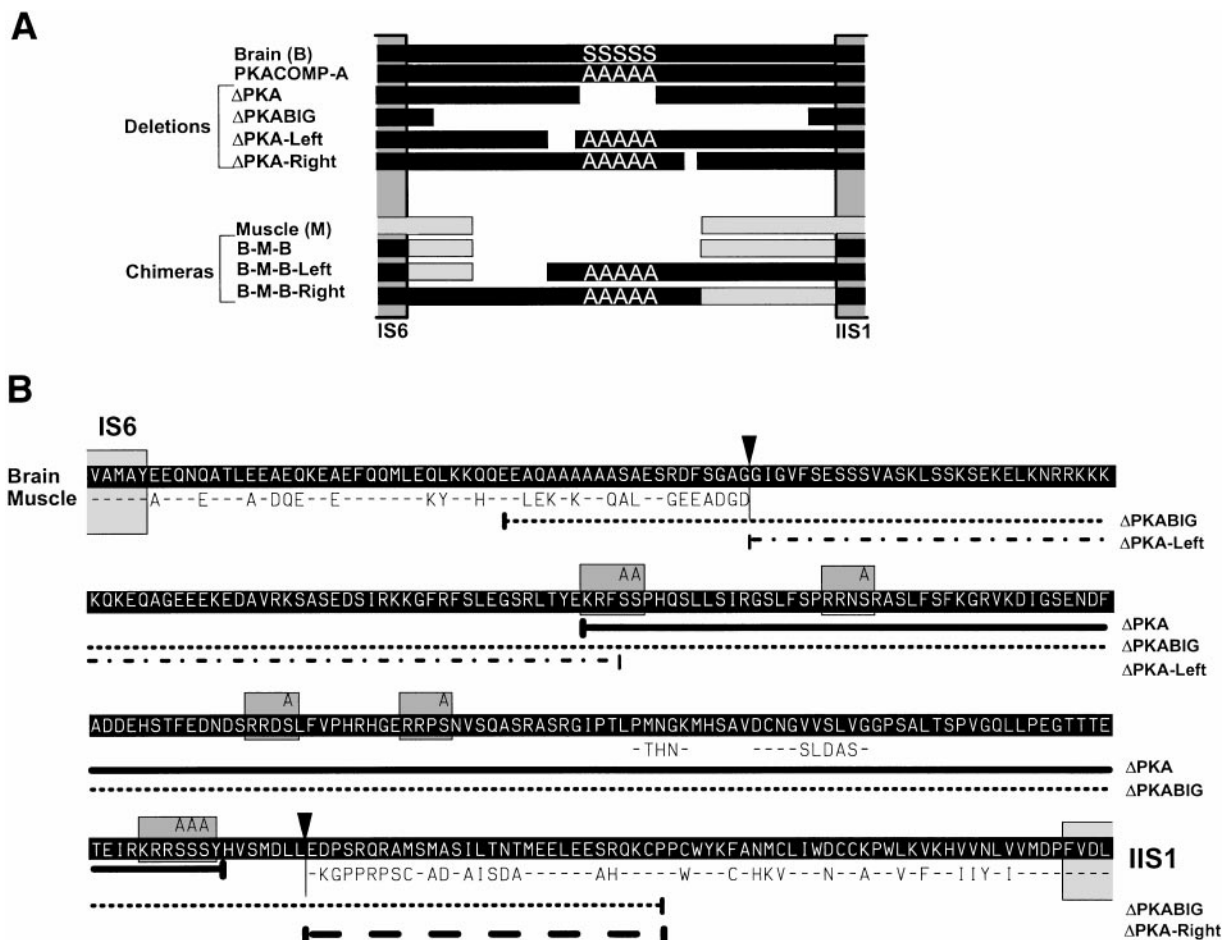 A
Brain (B)
SSSSS
PKACOMP-A
AAAAA
Deletions
ΔPKA
ΔPKABIG
ΔPKA-Left
AAAAA
ΔPKA-Right
AAAAA
Chimeras
Muscle (M)
B-M-B
B-M-B-Left
AAAAA
B-M-B-Right
AAAAA
IS6
IIS1
B
IS6
Brain
VAMAYEEQNQATLEEAEQKEAEFQQMLEQLKKQQEEAQAAAAAASAESRDFSGAGGIGVFSESSSVASKLSSKSEKELKNRRKKK
Muscle
-----A---E---A-DQE--E-------KY--H---LEK-K--QAL--GEEADGD
ΔPKABIG
ΔPKA-Left
AA
A
KQKEQAGEEEKEDAVRKSASEDSIRKKGFRFSLEGSRLTYEKRFSSPHQSLLSIRGSLFSPRRNSRASLFSFKGRVKDIGSENDF
ΔPKA
ΔPKABIG
ΔPKA-Left
A
A
ADDEHSTFEDNDSRRDSLFVPHRHGERRPSNVSQASRASRGIPTLPMNGKMHSAVDCNGVVSLVGGPSALTSPVGQLLPEGTTTE
-THN-
----SLDAS-
ΔPKA
ΔPKABIG
AAA
TEIRKRRSSSYHVSMDLLEDPSRQRAMSMASILTNTMEELEESRQKCPPCWYKFANMCLIWDCCKPWLKVKHVVNLVVMDPFVDL
IIS1
-KGPPRPSC-AD-AISDA------AH-----W---C-HKV---N--A--V-F--IIY-I----
ΔPKABIG
ΔPKA-Right